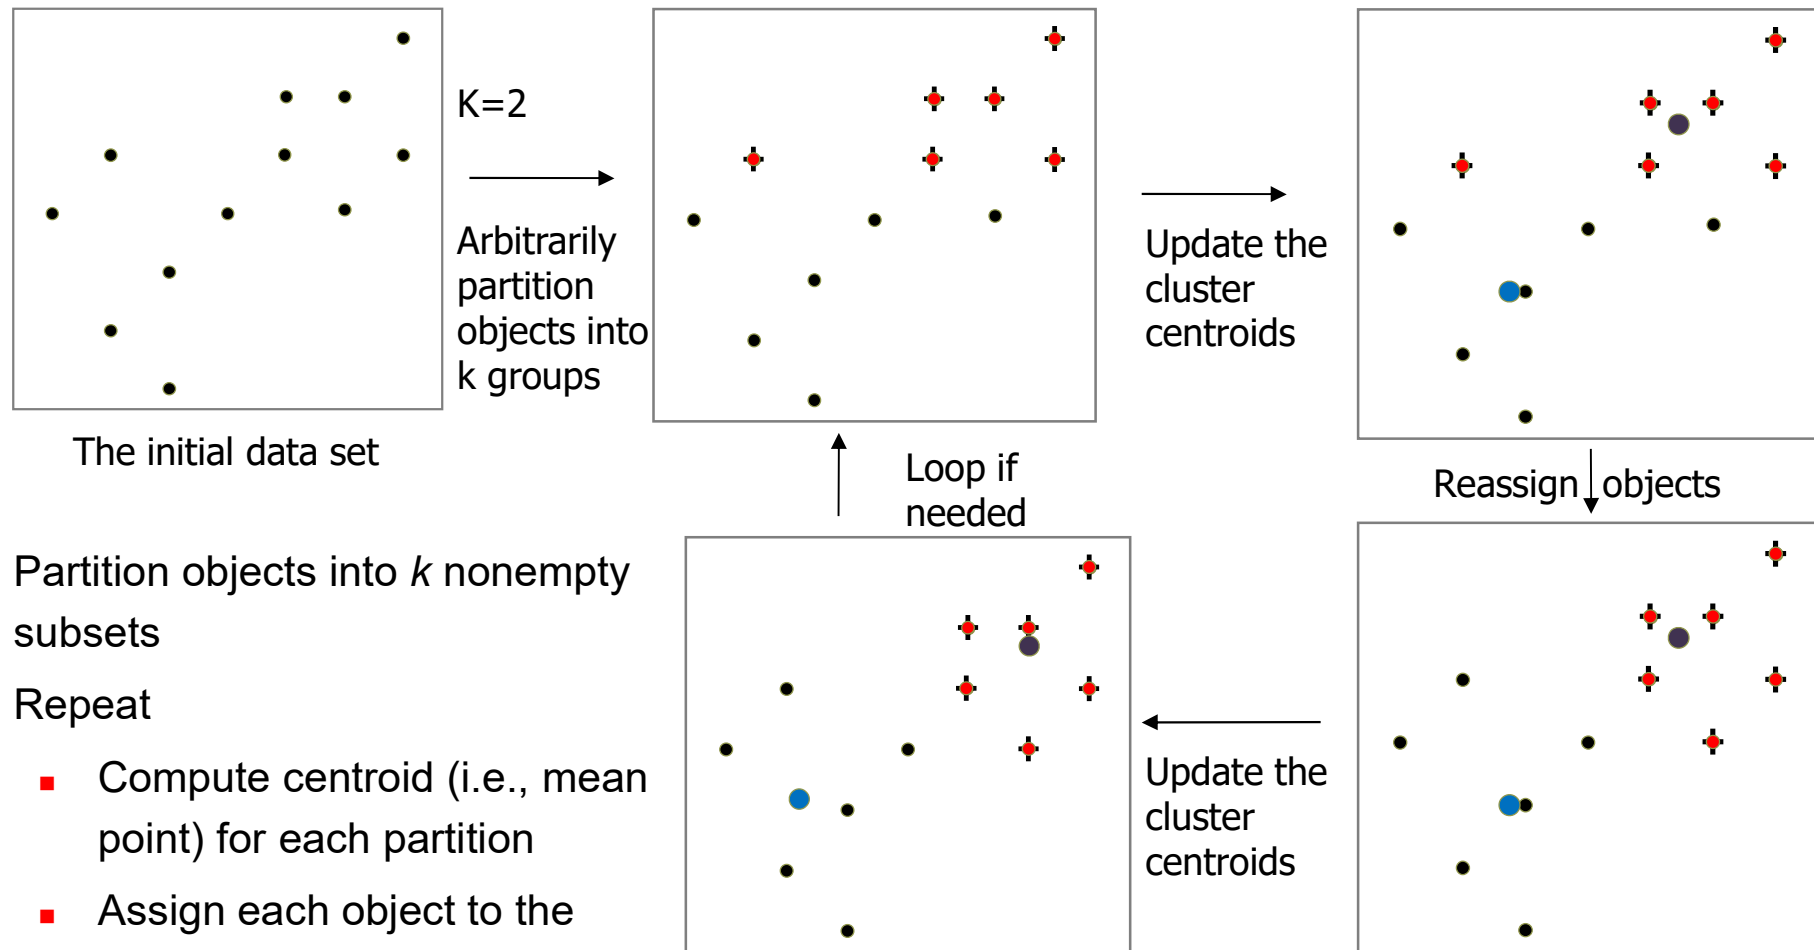 K=2
Arbitrarily
partition
objects into
k groups
Update the
cluster
centroids
The initial data set
Loop if
needed
Reassign objects
Partition objects into k nonempty
subsets
Repeat
Compute centroid (i.e., mean
point) for each partition
Assign each object to the
Update the
cluster
centroids